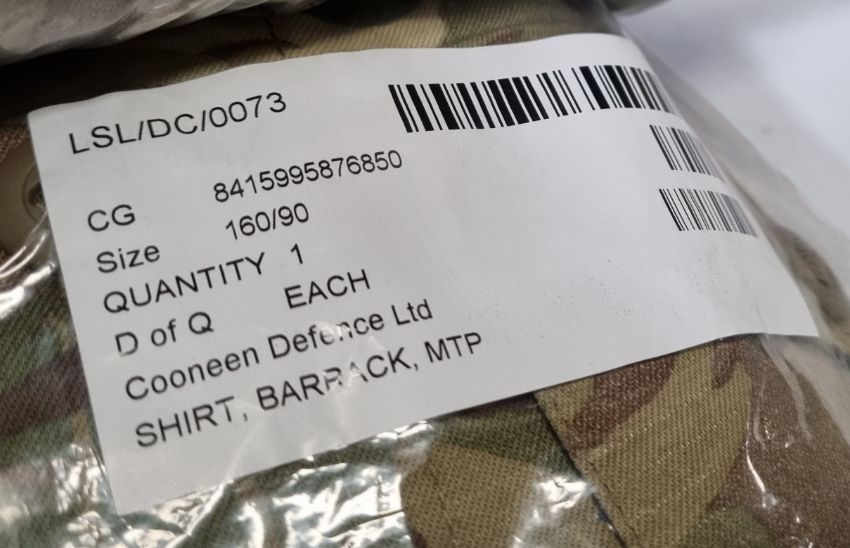 LSL/DC/0073
CG 8415995876850
Size 160/90
QUANTITY 1
D of Q EACH
Cooneen Defence Ltd
SHIRT, BARRACK, MTP